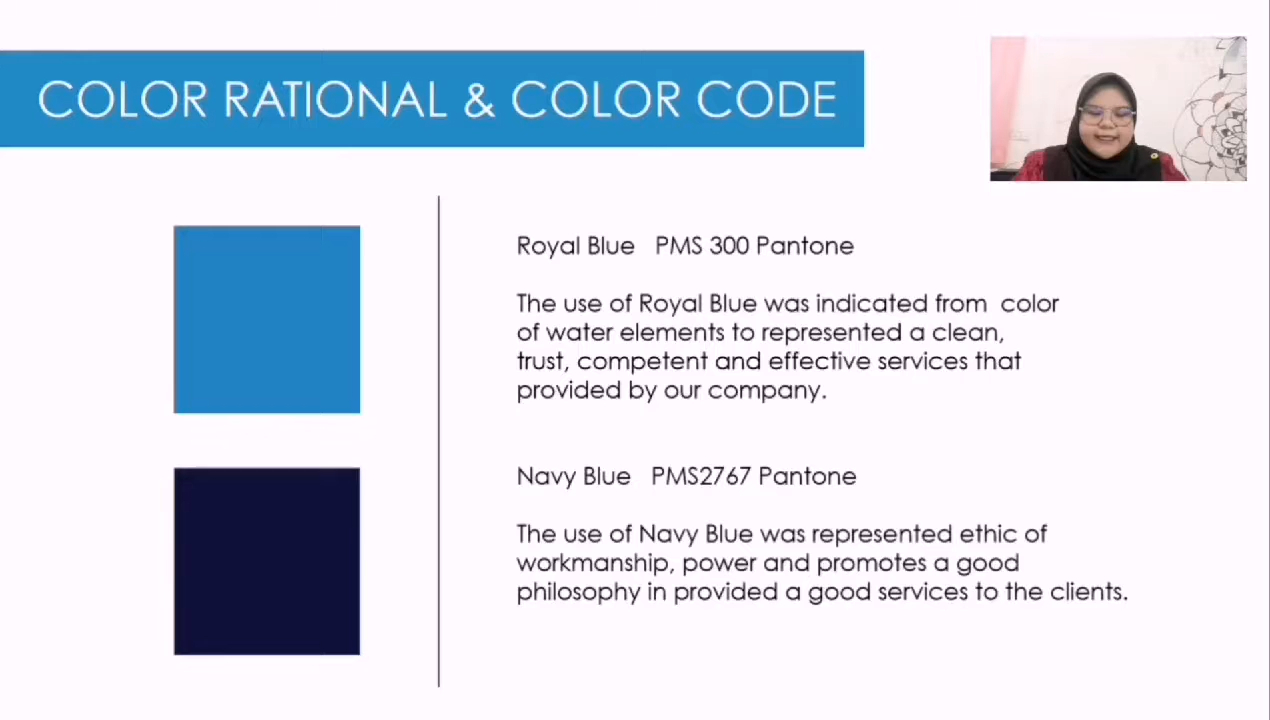 COLOR RATIONAL & COLOR CODE
Royal Blue   PMS 300 Pantone
The use of Royal Blue was indicated from  color
of water elements to represented a clean,
trust, competent and effective services that
provided by our company.
Navy Blue   PMS2767 Pantone
The use of Navy Blue was represented ethic of
workmanship, power and promotes a good
philosophy in provided a good services to the clients.